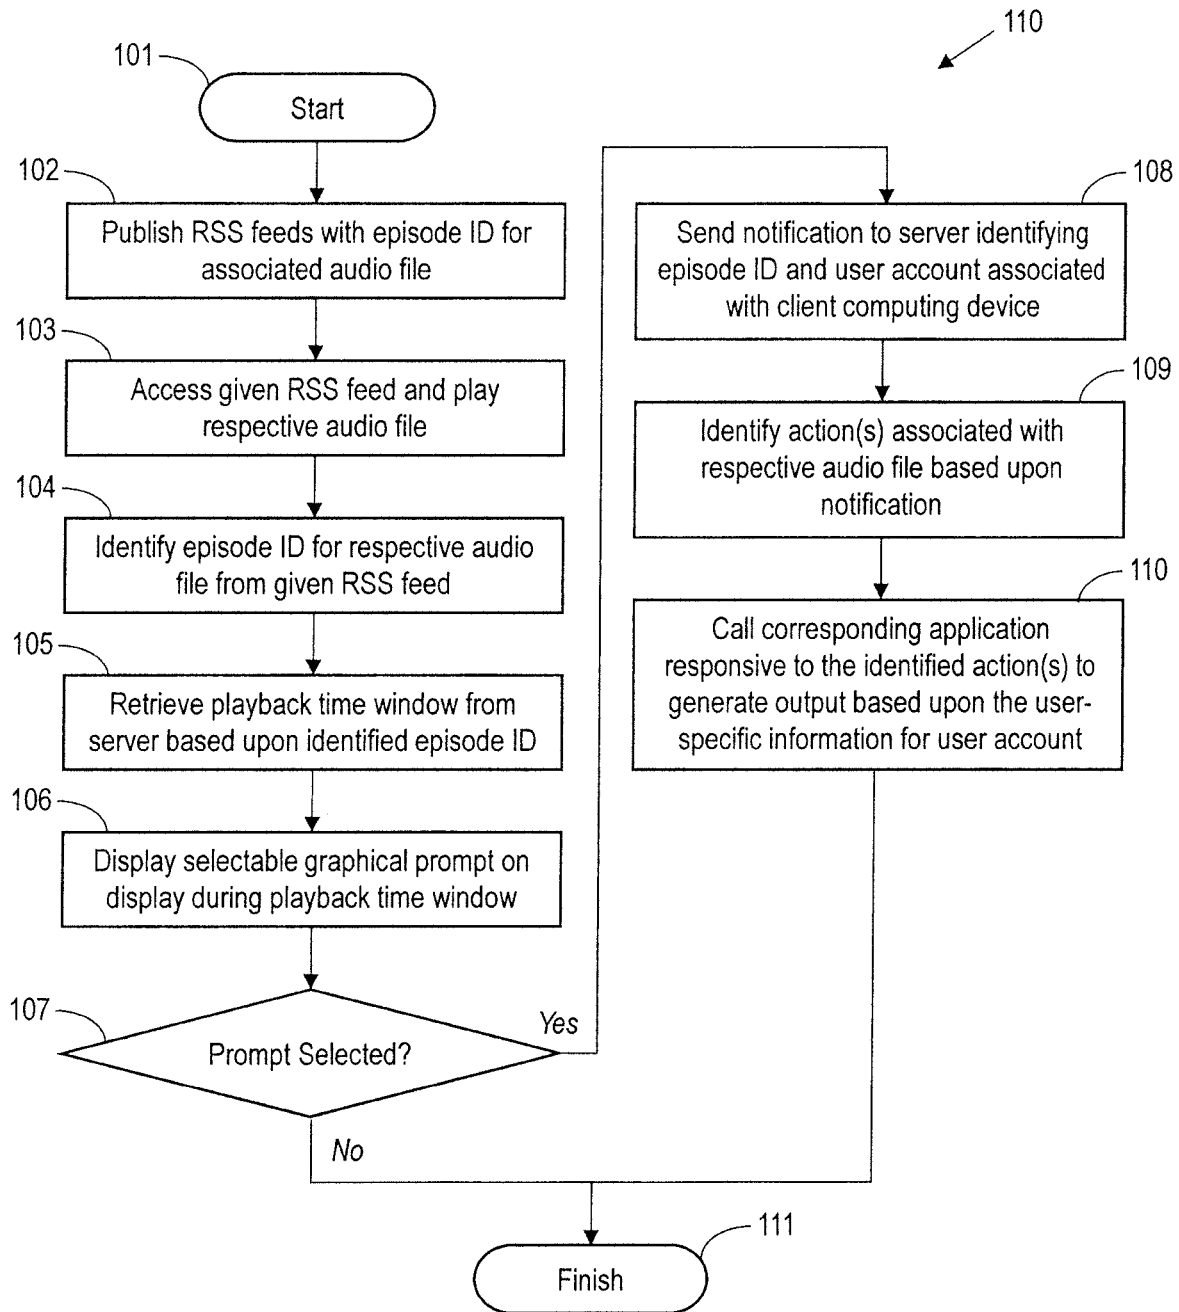 110
101
Start
102
Publish RSS feeds with episode ID for
associated audio file
103
Access given RSS feed and play
respective audio file
104
Identify episode ID for respective audio
file from given RSS feed
105
Retrieve playback time window from
server based upon identified episode ID
106
Display selectable graphical prompt on
display during playback time window
107
Prompt Selected?
Yes
No
108
Send notification to server identifying
episode ID and user account associated
with client computing device
109
Identify action(s) associated with
respective audio file based upon
notification
110
Call corresponding application
responsive to the identified action(s) to
generate output based upon the user-
specific information for user account
111
Finish